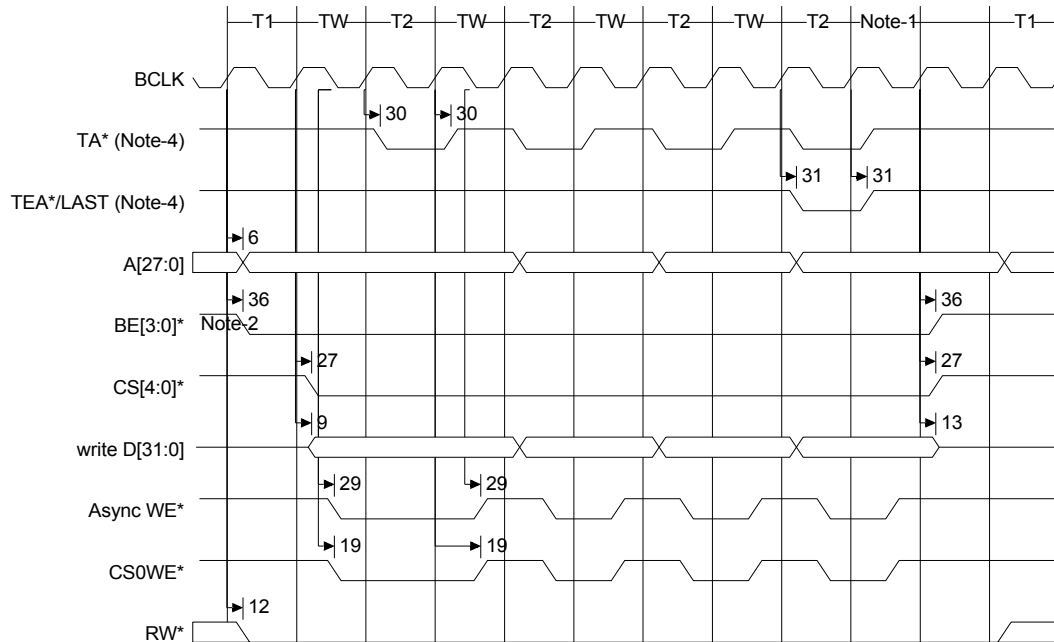 T1 TW T2 TW T2 TW T2 TW T2 Note-1 T1
BCLK
30 30
TA* (Note-4)
31 31
TEA*/LAST (Note-4)
6
A[27:0]
36 36
BE[3:0]* Note-2
27 27
CS[4:0]*
9 13
write D[31:0]
29 29
Async WE*
19 19
CS0WE*
12
RW*